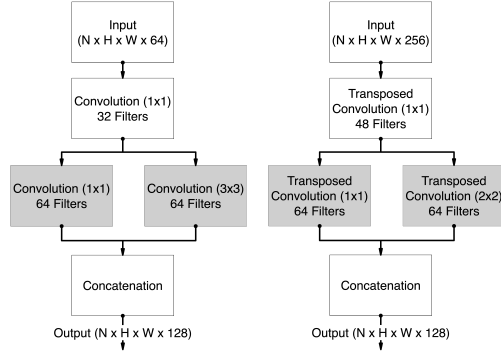 Input
(N x H x W x 64)
Convolution (1x1)
32 Filters
Convolution (1x1)
64 Filters
Convolution (3x3)
64 Filters
Concatenation
Output (N x H x W x 128)
Input
(N x H x W x 256)
Transposed
Convolution (1x1)
48 Filters
Transposed
Convolution (1x1)
64 Filters
Transposed
Convolution (2x2)
64 Filters
Concatenation
Output (N x H x W x 128)